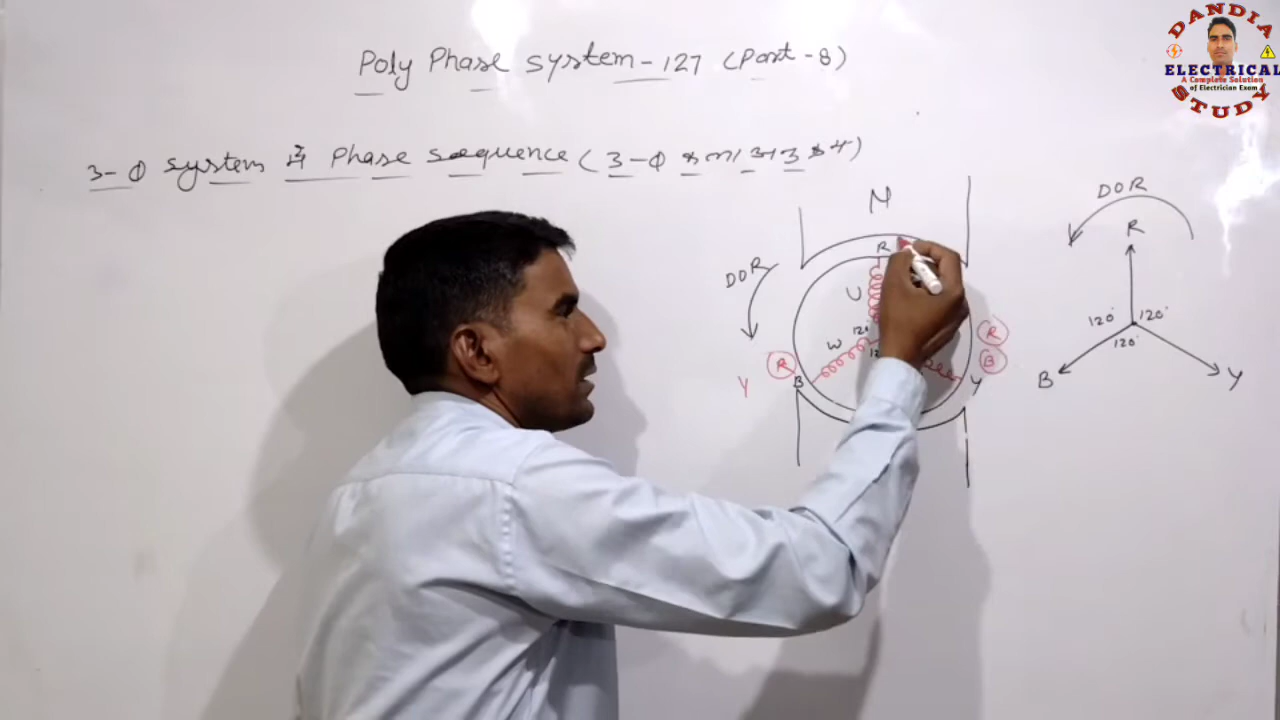 Poly Phase system - 127 (Part - 8)
3-Φ system में Phase sequence (3-Φ
DANDIA
ELECTRICAL
A Complete Solution
of Electrician Exam
STUDY
N
DOR
R
U
120°
W
R
B
Y
Y
R
B
DOR
R
120° 120°
120°
B
Y